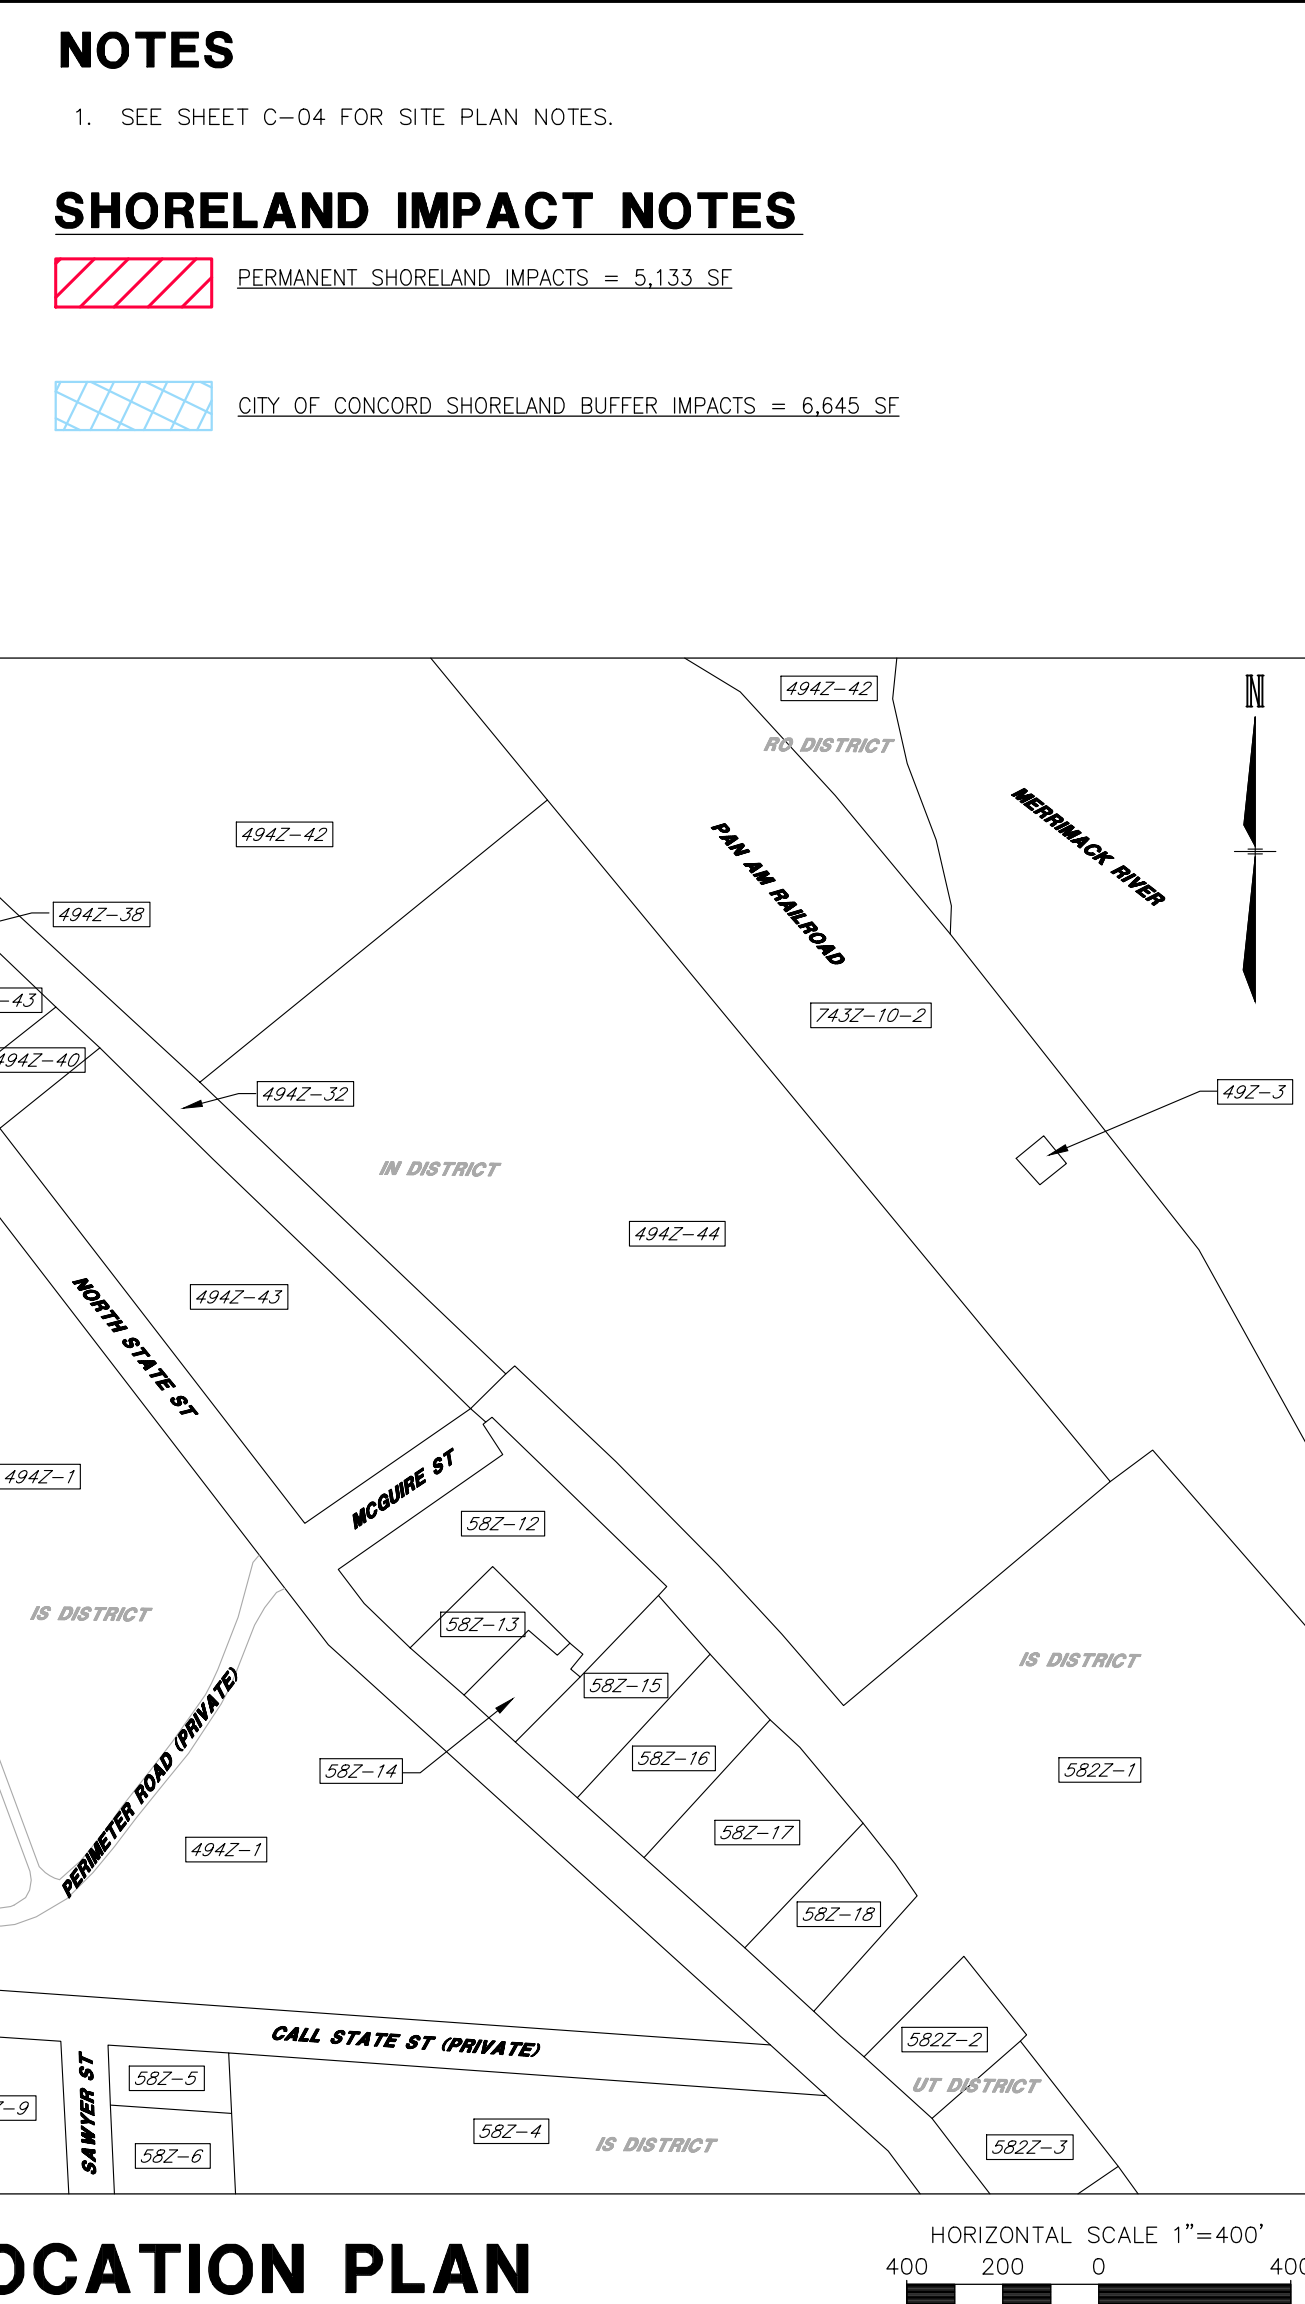 NOTES
1. SEE SHEET C-04 FOR SITE PLAN NOTES.
SHORELAND IMPACT NOTES
PERMANENT SHORELAND IMPACTS = 5,133 SF
CITY OF CONCORD SHORELAND BUFFER IMPACTS = 6,645 SF
494Z-42
N
RO DISTRICT
MERRIMACK RIVER
494Z-42
PAN AM RAILROAD
494Z-38
-43
743Z-10-2
494Z-40
494Z-32
49Z-3
IN DISTRICT
494Z-44
494Z-43
NORTH STATE ST
494Z-1
MCGUIRE ST
58Z-12
IS DISTRICT
58Z-13
IS DISTRICT
58Z-15
PERIMETER ROAD (PRIVATE)
58Z-16
58Z-14
582Z-1
58Z-17
494Z-1
58Z-18
CALL STATE ST (PRIVATE)
582Z-2
58Z-5
UT DISTRICT
SAWYER ST
-9
58Z-4
IS DISTRICT
582Z-3
58Z-6
HORIZONTAL SCALE 1"=400'
OCATION PLAN
400 200 0 400